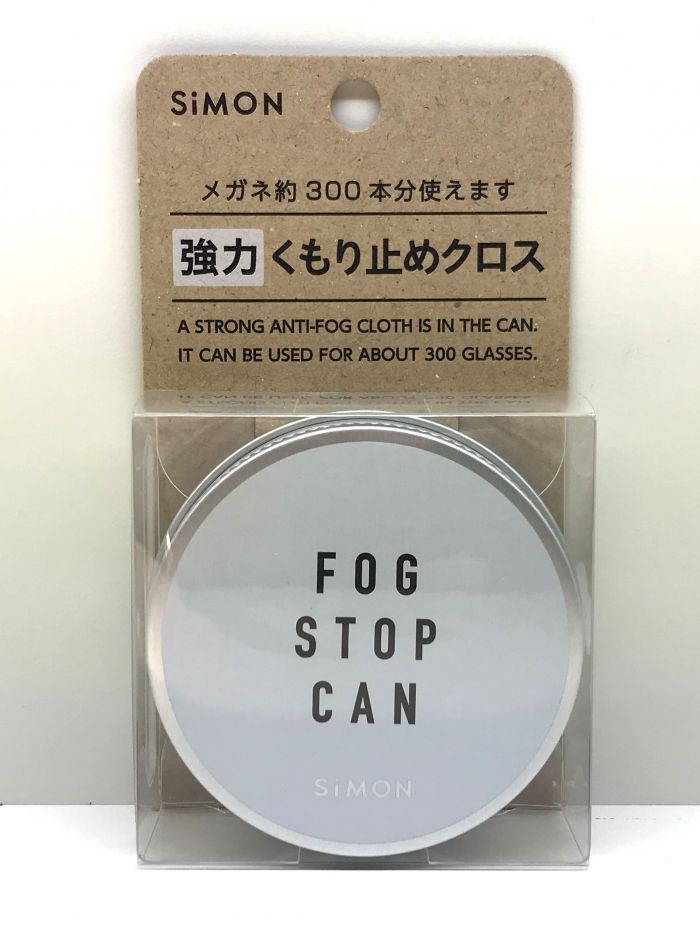 SiMON
メガネ約300本分使えます
強力くもり止めクロス
A STRONG ANTI-FOG CLOTH IS IN THE CAN.
IT CAN BE USED FOR ABOUT 300 GLASSES.
FOG
STOP
CAN
SiMON